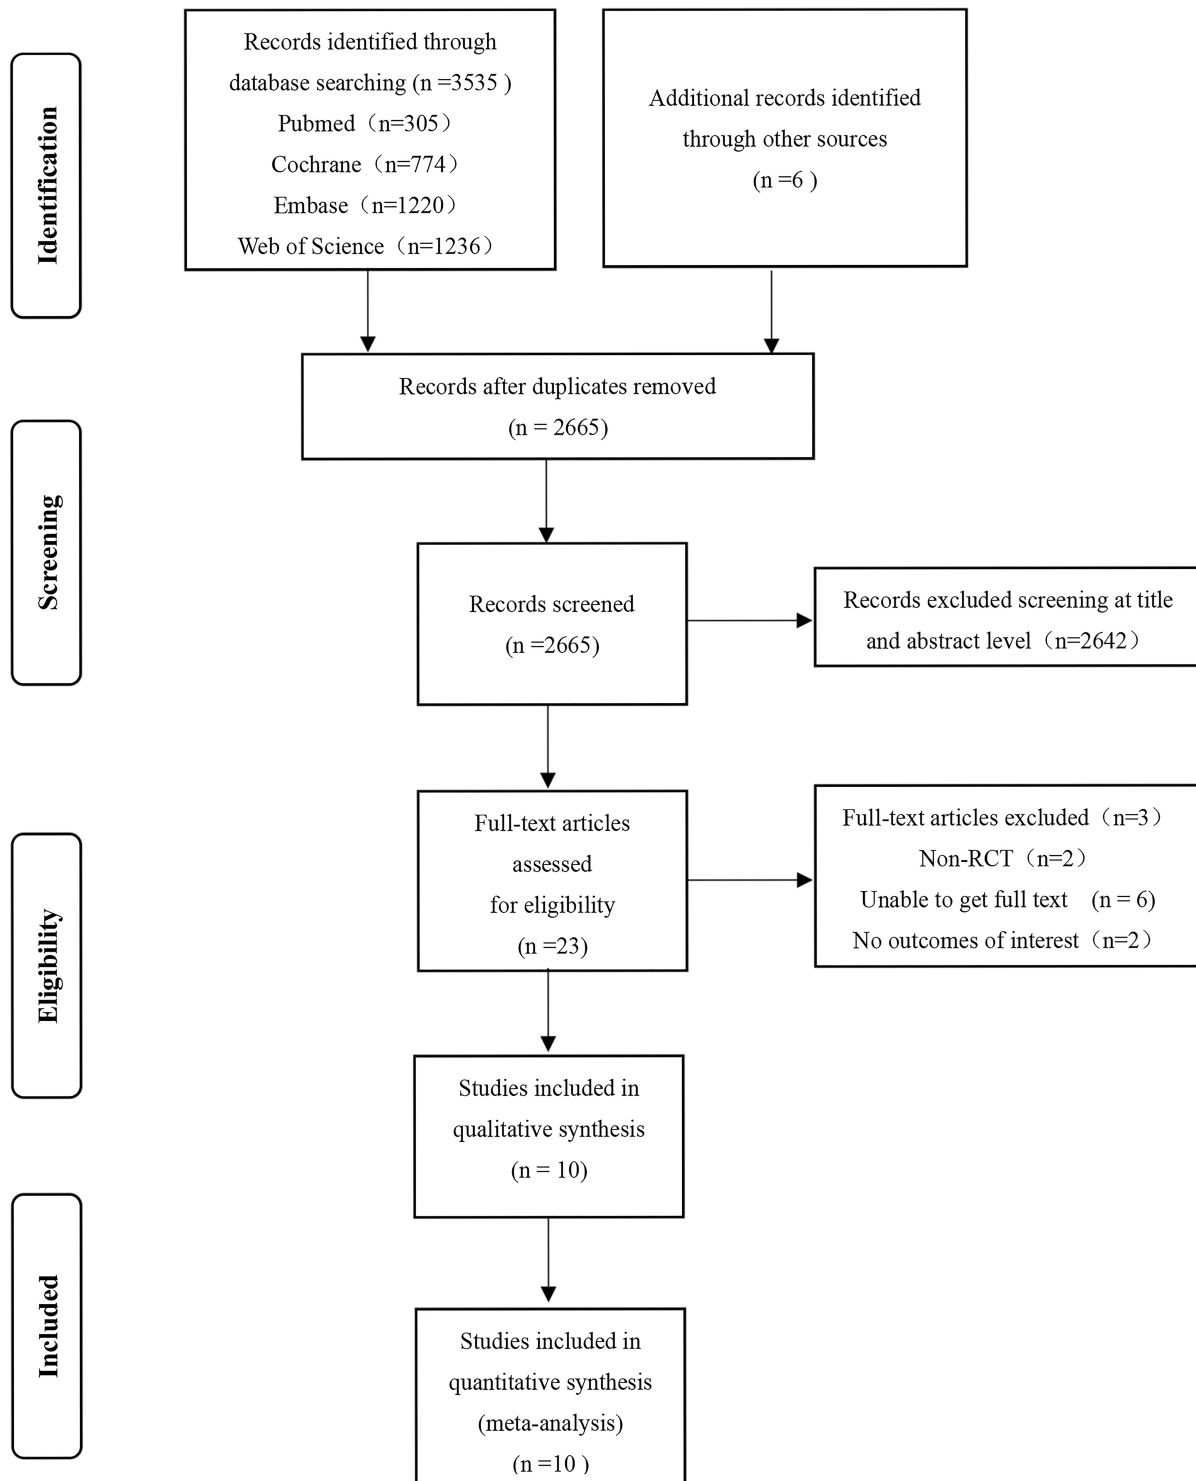 Identification
Records identified through
database searching (n =3535 )
Pubmed（n=305）
Cochrane（n=774）
Embase（n=1220）
Web of Science（n=1236）
Additional records identified
through other sources
(n =6 )
Records after duplicates removed
(n = 2665)
Screening
Records screened
(n =2665)
Records excluded screening at title
and abstract level（n=2642）
Eligibility
Full-text articles
assessed
for eligibility
(n =23)
Full-text articles excluded（n=3）
Non-RCT（n=2）
Unable to get full text (n = 6)
No outcomes of interest（n=2）
Studies included in
qualitative synthesis
(n = 10)
Included
Studies included in
quantitative synthesis
(meta-analysis)
(n =10 )